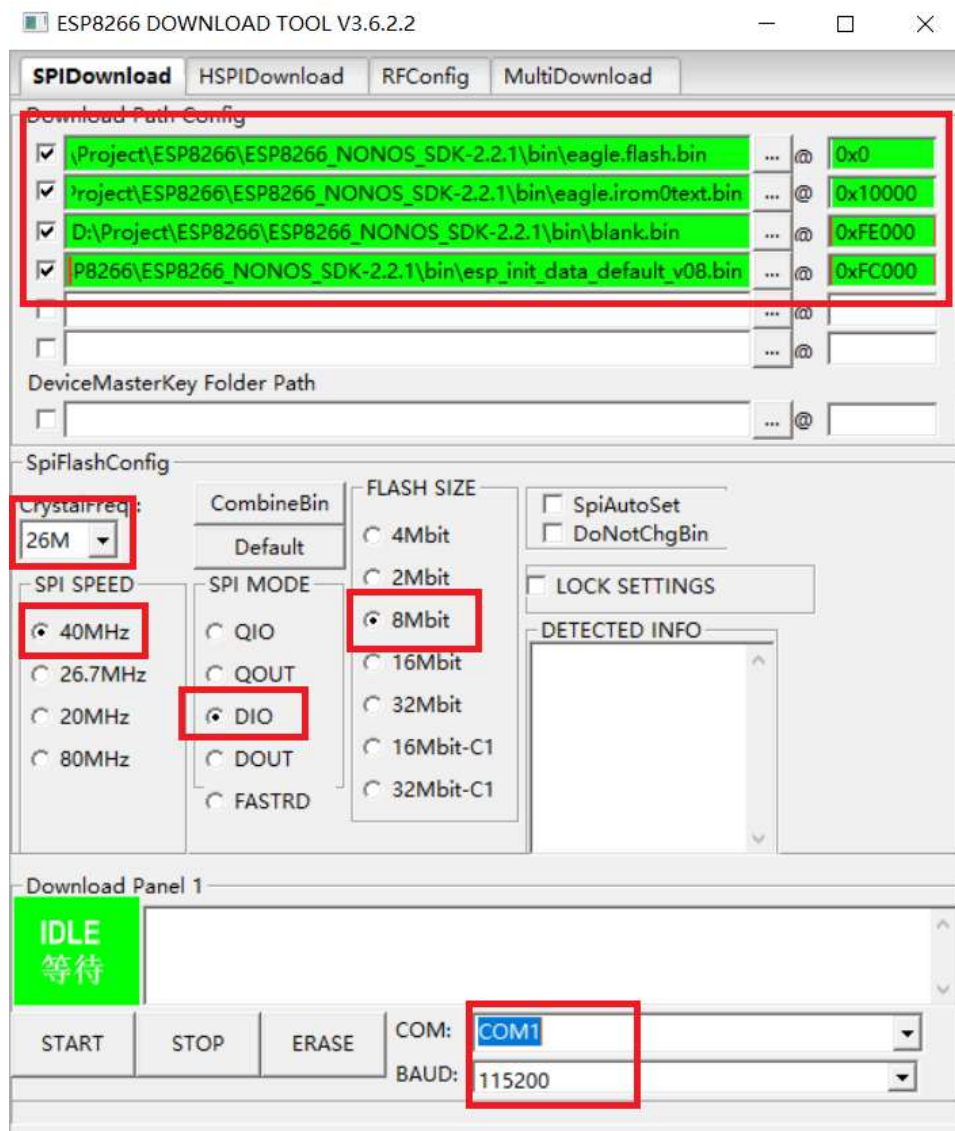 ESP8266 DOWNLOAD TOOL V3.6.2.2
SPIDownload HSPIDownload RFConfig MultiDownload
Download Path Config
\Project\ESP8266\ESP8266_NONOS_SDK-2.2.1\bin\eagle.flash.bin ... @ 0x0
Project\ESP8266\ESP8266_NONOS_SDK-2.2.1\bin\eagle.irom0text.bin ... @ 0x10000
D:\Project\ESP8266\ESP8266_NONOS_SDK-2.2.1\bin\blank.bin ... @ 0xFE000
P8266\ESP8266_NONOS_SDK-2.2.1\bin\esp_init_data_default_v08.bin ... @ 0xFC000
... @
... @
DeviceMasterKey Folder Path
... @
SpiFlashConfig
CrystalFreq:
26M
CombineBin
Default
SPI SPEED
40MHz
26.7MHz
20MHz
80MHz
SPI MODE
QIO
QOUT
DIO
DOUT
FASTRD
FLASH SIZE
4Mbit
2Mbit
8Mbit
16Mbit
32Mbit
16Mbit-C1
32Mbit-C1
SpiAutoSet
DoNotChgBin
LOCK SETTINGS
DETECTED INFO
Download Panel 1
IDLE
等待
START STOP ERASE
COM: COM1
BAUD: 115200